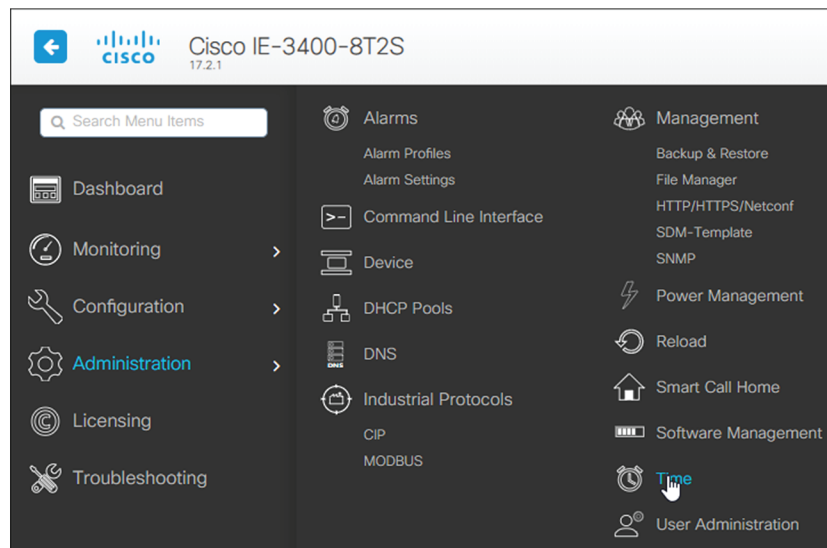 CISCO
Cisco IE-3400-8T2S
17.2.1
Search Menu Items
Dashboard
Monitoring
Configuration
Administration
Licensing
Troubleshooting
Alarms
Alarm Profiles
Alarm Settings
Command Line Interface
Device
DHCP Pools
DNS
DNS
Industrial Protocols
CIP
MODBUS
Management
Backup & Restore
File Manager
HTTP/HTTPS/Netconf
SDM-Template
SNMP
Power Management
Reload
Smart Call Home
Software Management
Time
User Administration